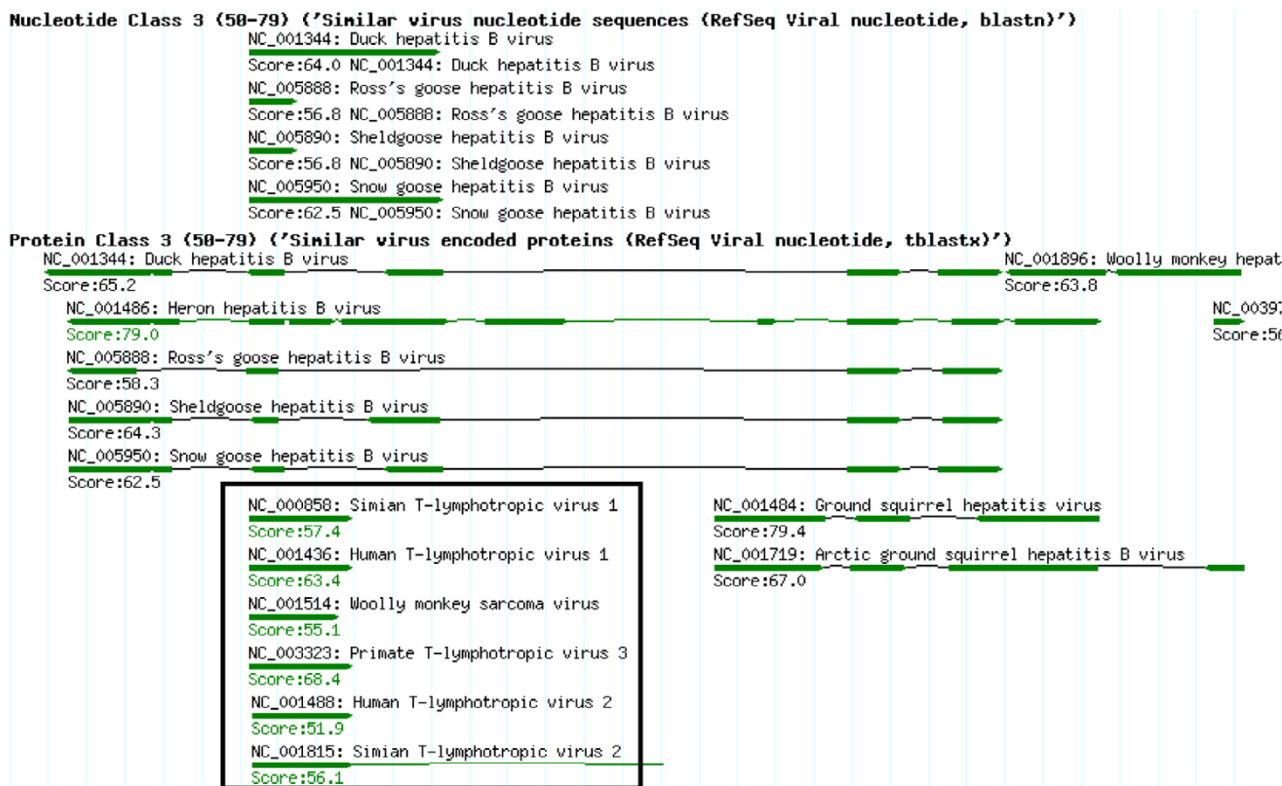 Nucleotide Class 3 (50-79) ('Similar virus nucleotide sequences (RefSeq Viral nucleotide, blastn)')
NC_001344: Duck hepatitis B virus
Score:64.0 NC_001344: Duck hepatitis B virus
NC_005888: Ross's goose hepatitis B virus
Score:56.8 NC_005888: Ross's goose hepatitis B virus
NC_005890: Sheldgoose hepatitis B virus
Score:56.8 NC_005890: Sheldgoose hepatitis B virus
NC_005950: Snow goose hepatitis B virus
Score:62.5 NC_005950: Snow goose hepatitis B virus
Protein Class 3 (50-79) ('Similar virus encoded proteins (RefSeq Viral nucleotide, tblastx)')
NC_001344: Duck hepatitis B virus NC_001896: Woolly monkey hepat
Score:65.2 Score:63.8
NC_001486: Heron hepatitis B virus NC_00397
Score:79.0 Score:56
NC_005888: Ross's goose hepatitis B virus
Score:58.3
NC_005890: Sheldgoose hepatitis B virus
Score:64.3
NC_005950: Snow goose hepatitis B virus
Score:62.5
NC_000858: Simian T-lymphotropic virus 1 NC_001484: Ground squirrel hepatitis virus
Score:57.4 Score:79.4
NC_001436: Human T-lymphotropic virus 1 NC_001719: Arctic ground squirrel hepatitis B virus
Score:63.4 Score:67.0
NC_001514: Woolly monkey sarcoma virus
Score:55.1
NC_003323: Primate T-lymphotropic virus 3
Score:68.4
NC_001488: Human T-lymphotropic virus 2
Score:51.9
NC_001815: Simian T-lymphotropic virus 2
Score:56.1